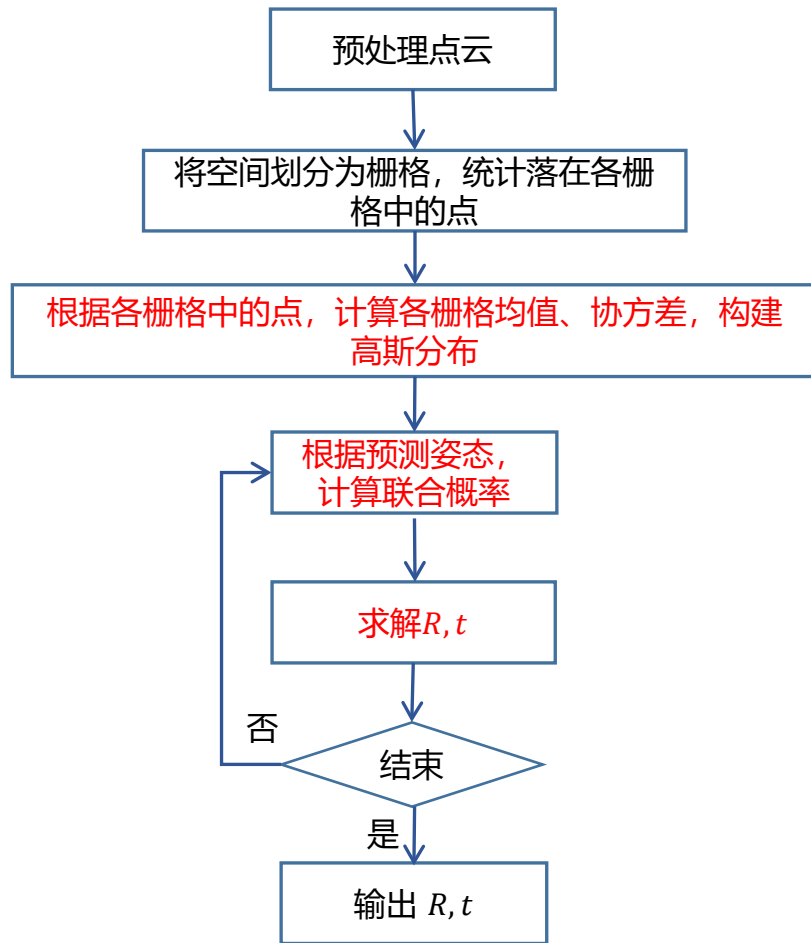 预处理点云
将空间划分为栅格，统计落在各栅
格中的点
根据各栅格中的点，计算各栅格均值、协方差，构建
高斯分布
根据预测姿态，
计算联合概率
求解R, t
否
结束
是
输出 R, t